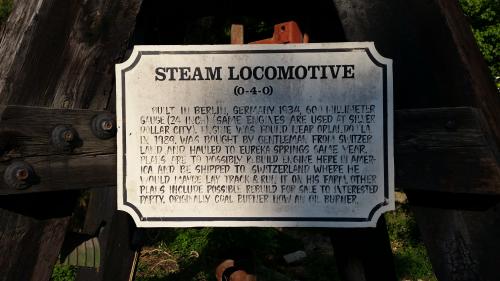 STEAM LOCOMOTIVE
(0-4-0)
BUILT IN BERLIN, GERMANY 1934, 600 MILLIMETER
GAUGE (24 INCH) SAME ENGINES ARE USED AT SILVER
DOLLAR CITY. ENGINE WAS FOUND NEAR ORLANDO LA.
IN 1989. WAS BOUGHT BY GENTLEMAN FROM SWITZER
LAND AND HAULED TO EUREKA SPRINGS SAME YEAR.
PLANS ARE TO POSSIBLY REBUILD ENGINE HERE IN AMER-
ICA AND BE SHIPPED TO SWITZERLAND WHERE HE
WOULD MAYBE LAY TRACK & RUN IT ON HIS FARM. OTHER
PLANS INCLUDE POSSIBLE REBUILD FOR SALE TO INTERESTED
PARTY. ORIGINALLY COAL BURNER NOW AN OIL BURNER.